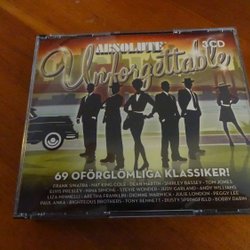 ABSOLUTE
3CD
Unforgettable
69 OFÖRGLÖMLIGA KLASSIKER!
FRANK SINATRA • NAT KING COLE • DEAN MARTIN • SHIRLEY BASSEY • TOM JONES
ELVIS PRESLEY • NINA SIMONE • STEVIE WONDER • JUDY GARLAND • ANDY WILLIAMS
LIZA MINNELLI • ARETHA FRANKLIN • DIONNE WARWICK • JULIE LONDON • PEGGY LEE
PAUL ANKA • RIGHTEOUS BROTHERS • TONY BENNETT • DUSTY SPRINGFIELD • BOBBY DARIN